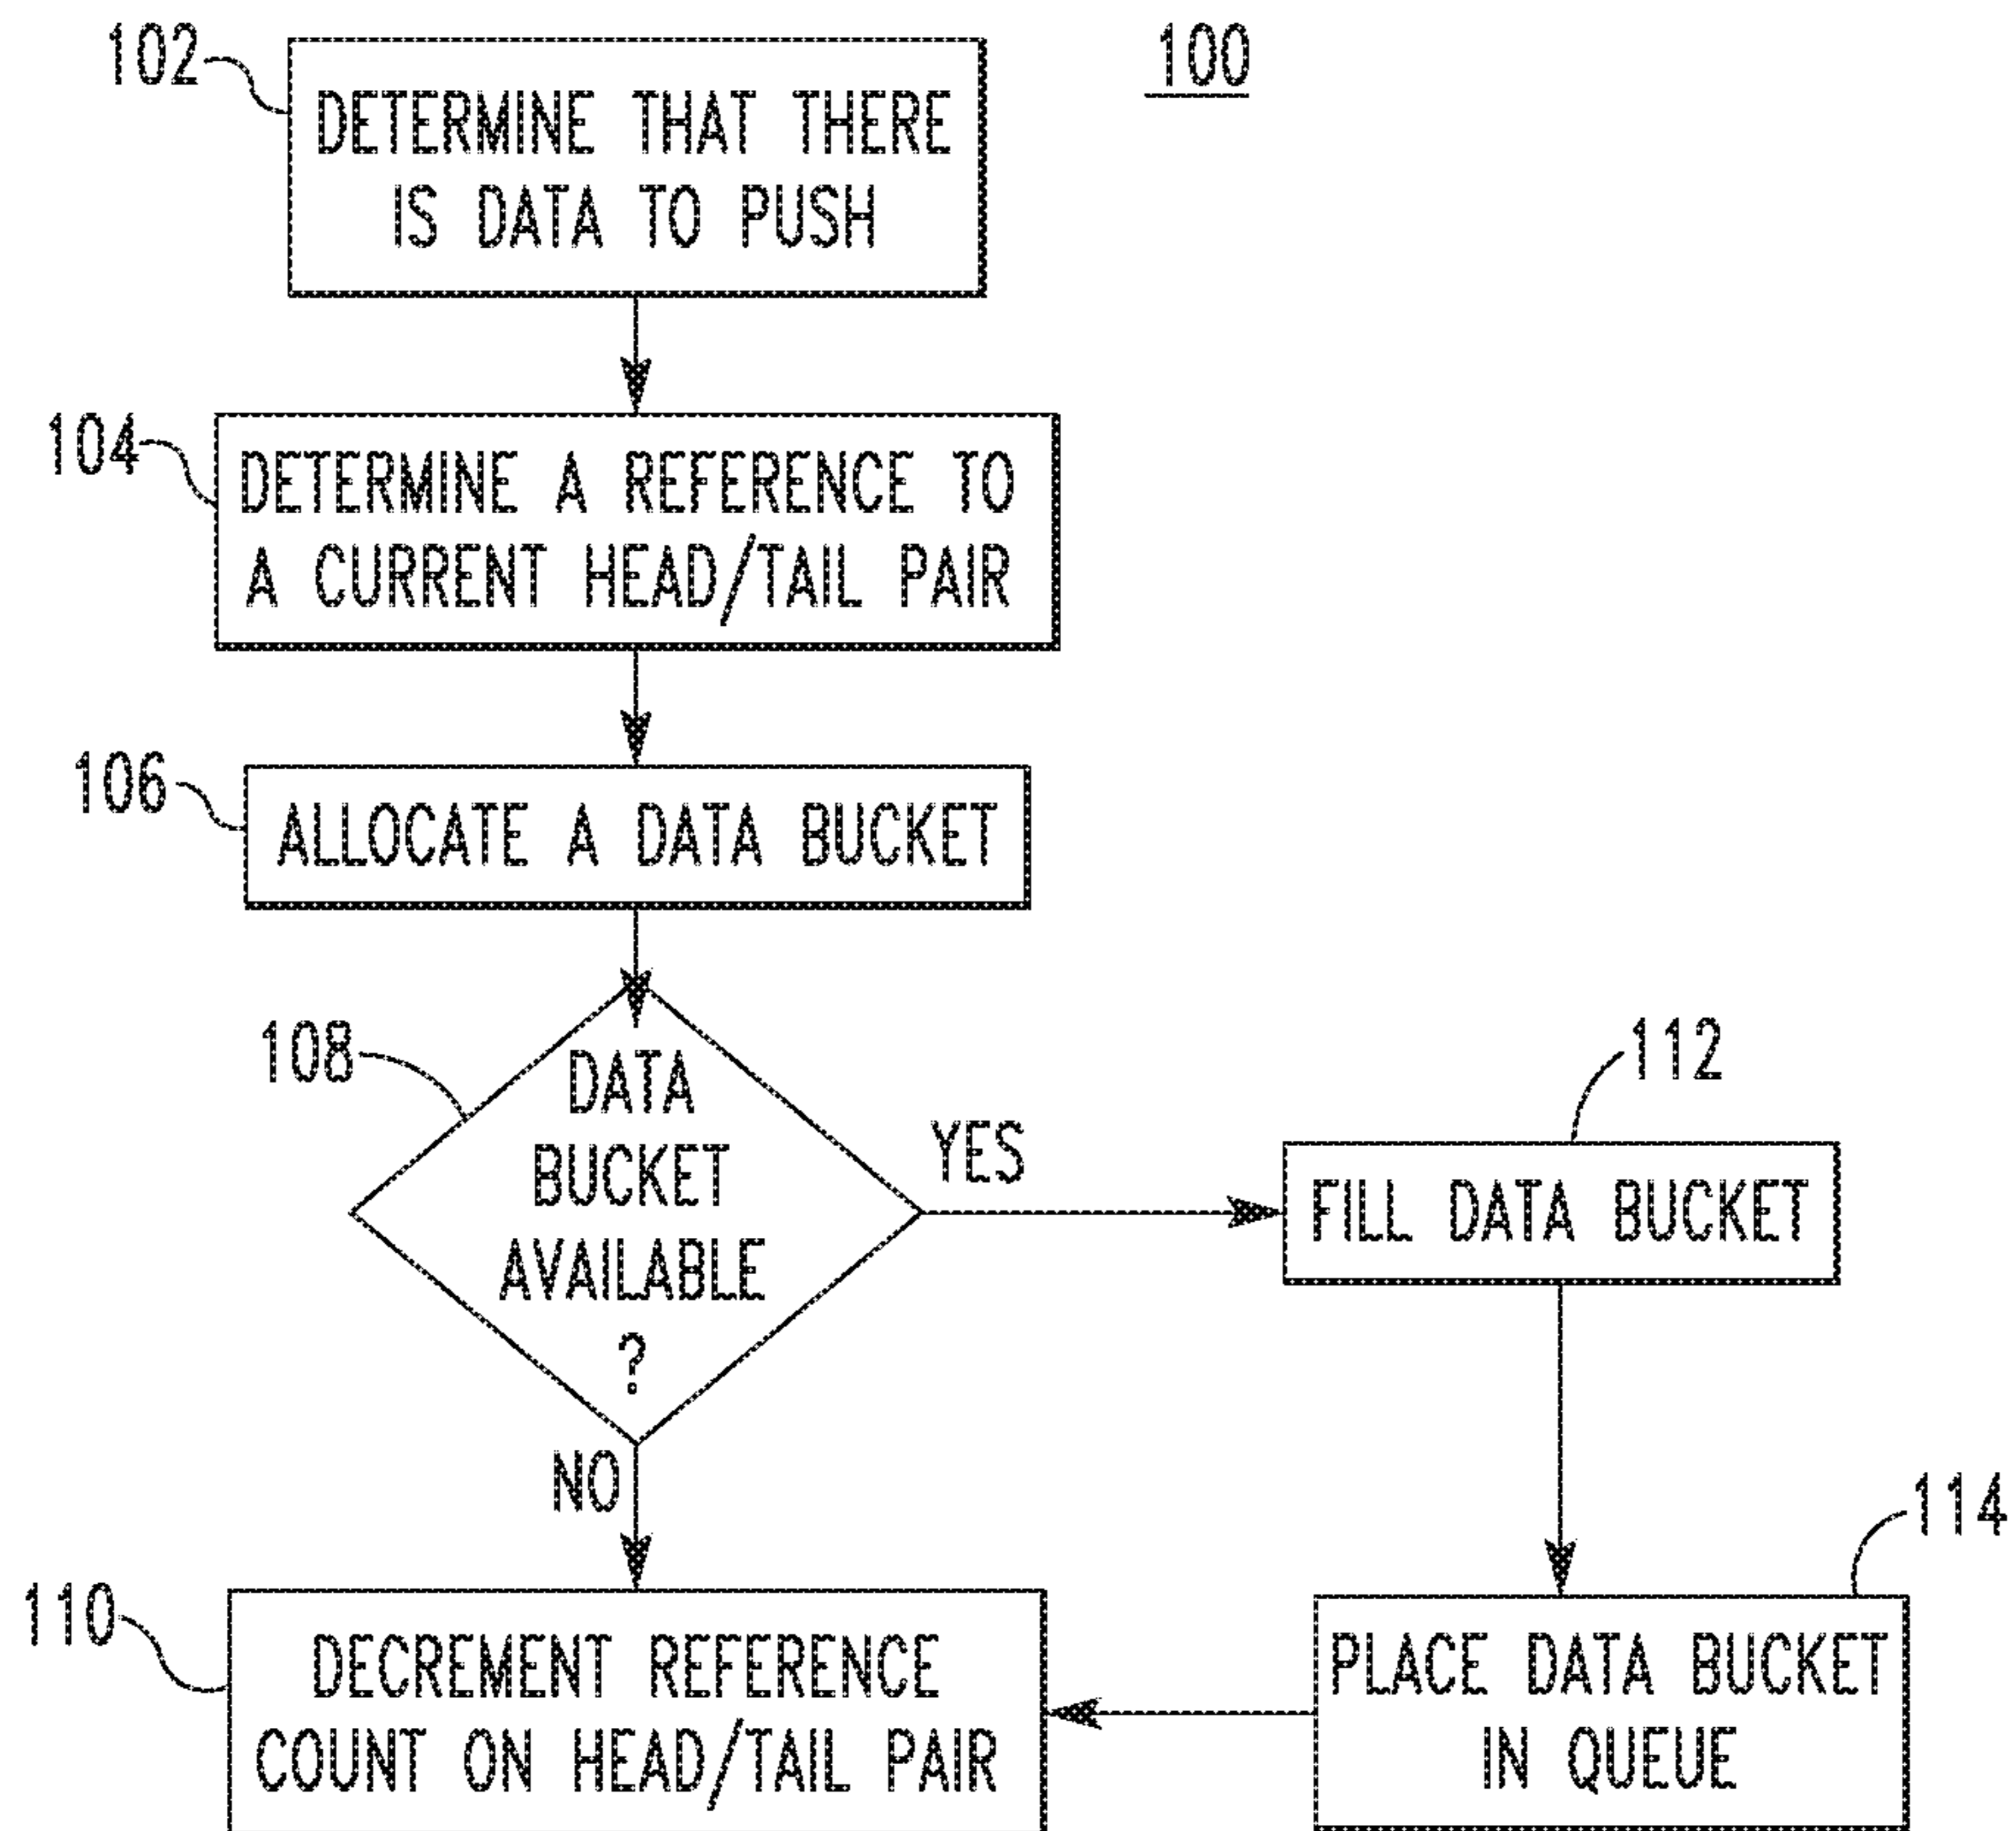 100
102
DETERMINE THAT THERE
IS DATA TO PUSH
104
DETERMINE A REFERENCE TO
A CURRENT HEAD/TAIL PAIR
106
ALLOCATE A DATA BUCKET
108
DATA
BUCKET
AVAILABLE
?
YES
NO
112
FILL DATA BUCKET
114
PLACE DATA BUCKET
IN QUEUE
110
DECREMENT REFERENCE
COUNT ON HEAD/TAIL PAIR